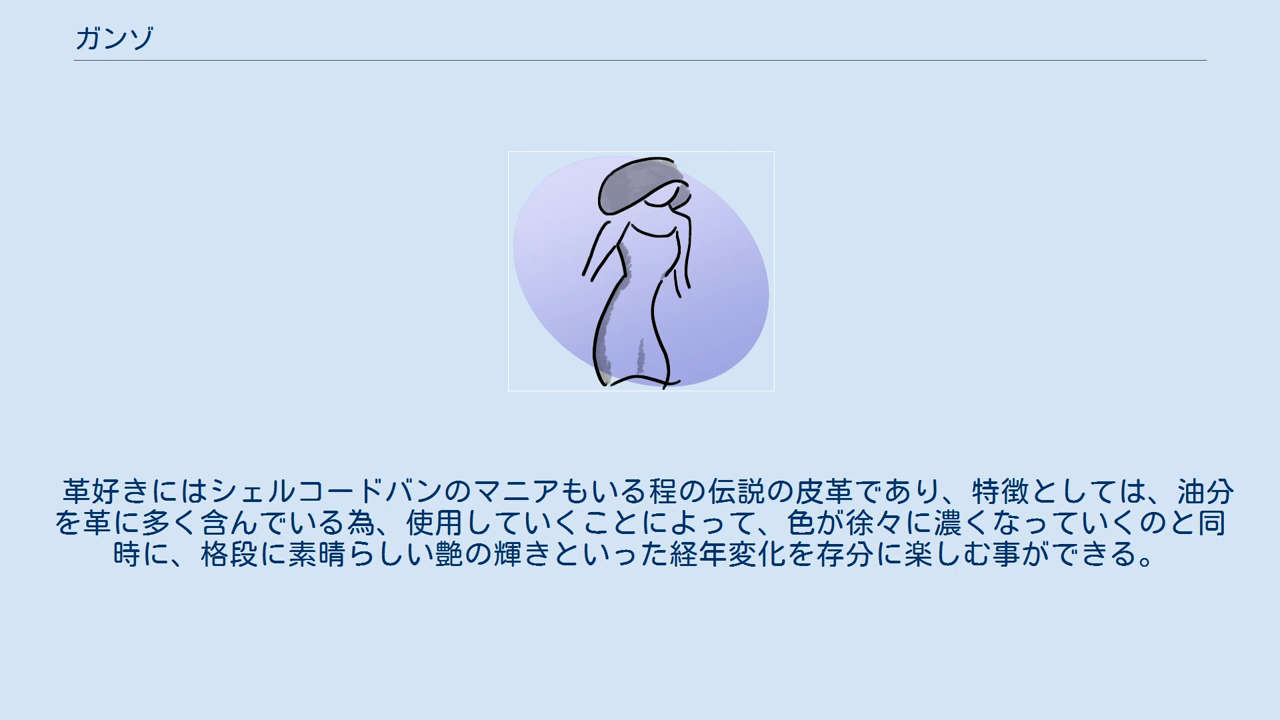 ガンゾ
革好きにはシェルコードバンのマニアもいる程の伝説の皮革であり、特徴としては、油分
を革に多く含んでいる為、使用していくことによって、色が徐々に濃くなっていくのと同
時に、格段に素晴らしい艶の輝きといった経年変化を存分に楽しむ事ができる。